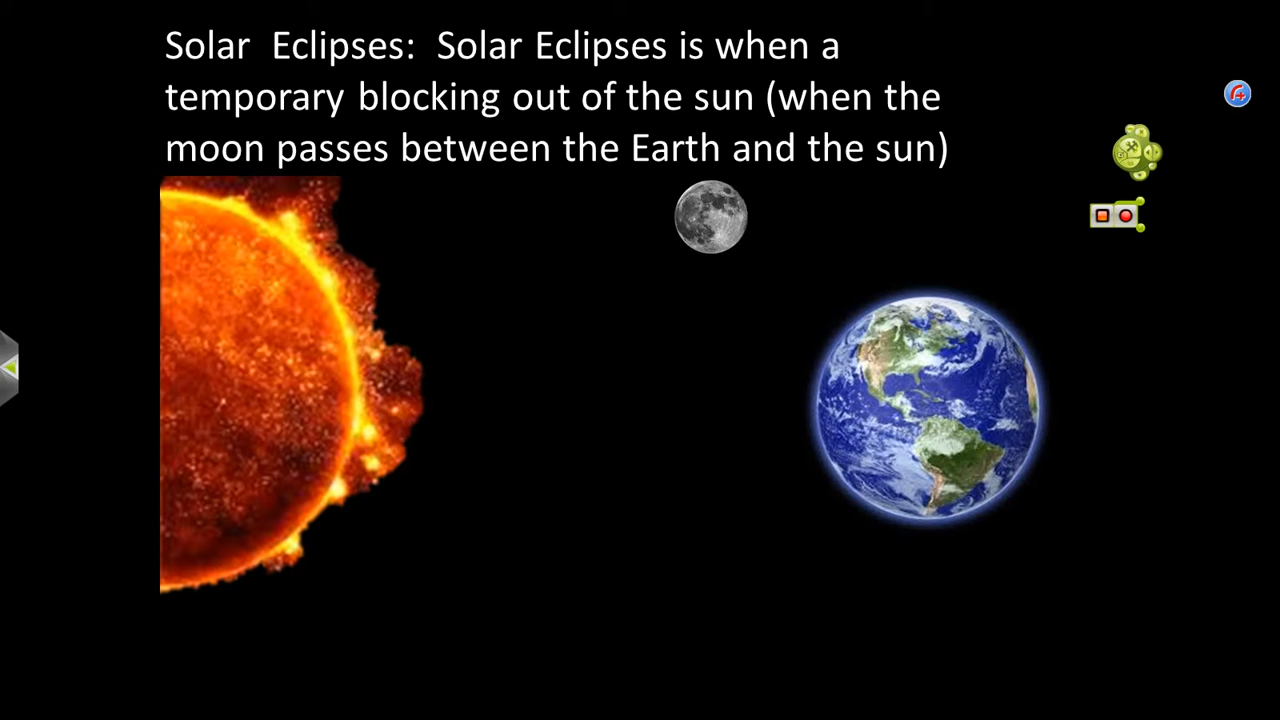 Solar Eclipses: Solar Eclipses is when a
temporary blocking out of the sun (when the
moon passes between the Earth and the sun)